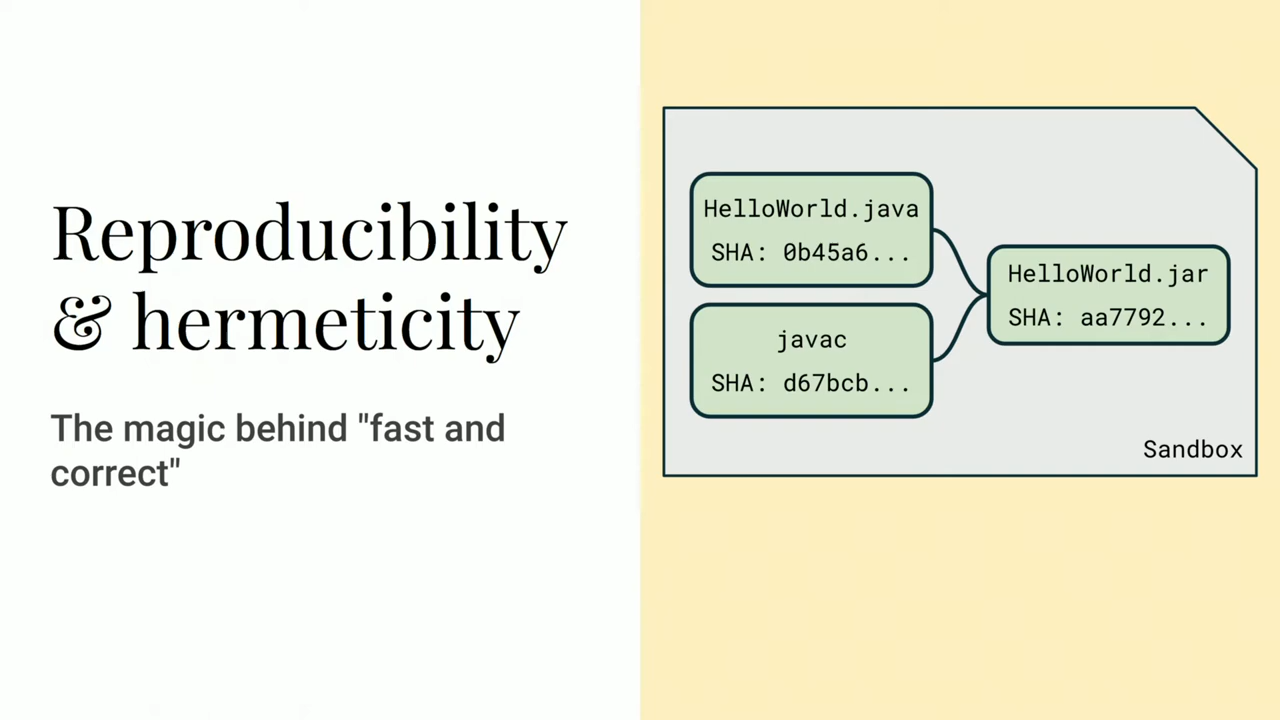 Reproducibility
& hermeticity
The magic behind "fast and
correct"
HelloWorld.java
SHA: 0b45a6...
javac
SHA: d67bcb...
HelloWorld.jar
SHA: aa7792...
Sandbox